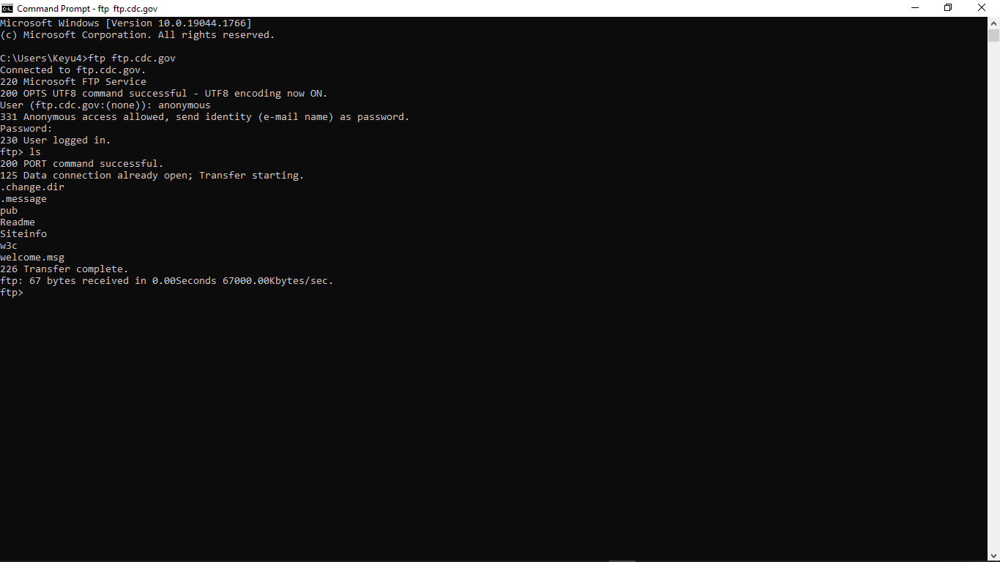 Command Prompt - ftp  ftp.cdc.gov
Microsoft Windows [Version 10.0.19044.1766]
(c) Microsoft Corporation. All rights reserved.
C:\Users\Keyu4>ftp ftp.cdc.gov
Connected to ftp.cdc.gov.
220 Microsoft FTP Service
200 OPTS UTF8 command successful - UTF8 encoding now ON.
User (ftp.cdc.gov:(none)): anonymous
331 Anonymous access allowed, send identity (e-mail name) as password.
Password:
230 User logged in.
ftp> ls
200 PORT command successful.
125 Data connection already open; Transfer starting.
.change.dir
.message
pub
Readme
Siteinfo
w3c
welcome.msg
226 Transfer complete.
ftp: 67 bytes received in 0.00Seconds 67000.00Kbytes/sec.
ftp>